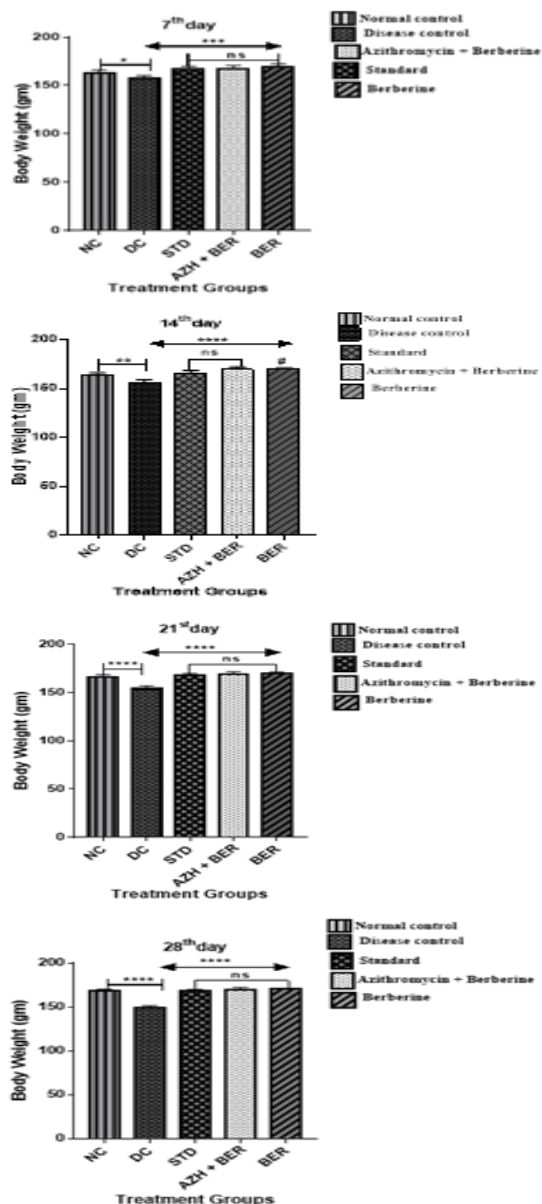 7th day
***
*
ns
Body Weight (gm)
200
150
100
50
0
NC
DC
STD
AZH + BER
BER
Treatment Groups
Normal control
Disease control
Azithromycin + Berberine
Standard
Berberine
14th day
****
**
ns
#
Body Weight (gm)
200
150
100
50
0
NC
DC
STD
AZH + BER
BER
Treatment Groups
Normal control
Disease control
Standard
Azithromycin + Berberine
Berberine
21st day
****
****
ns
Body Weight (gm)
200
150
100
50
0
NC
DC
STD
AZH + BER
BER
Treatment Groups
Normal control
Disease control
Standard
Azithromycin + Berberine
Berberine
28th day
****
****
ns
Body Weight (gm)
200
150
100
50
0
NC
DC
STD
AZH + BER
BER
Treatment Groups
Normal control
Disease control
Standard
Azithromycin + Berberine
Berberine